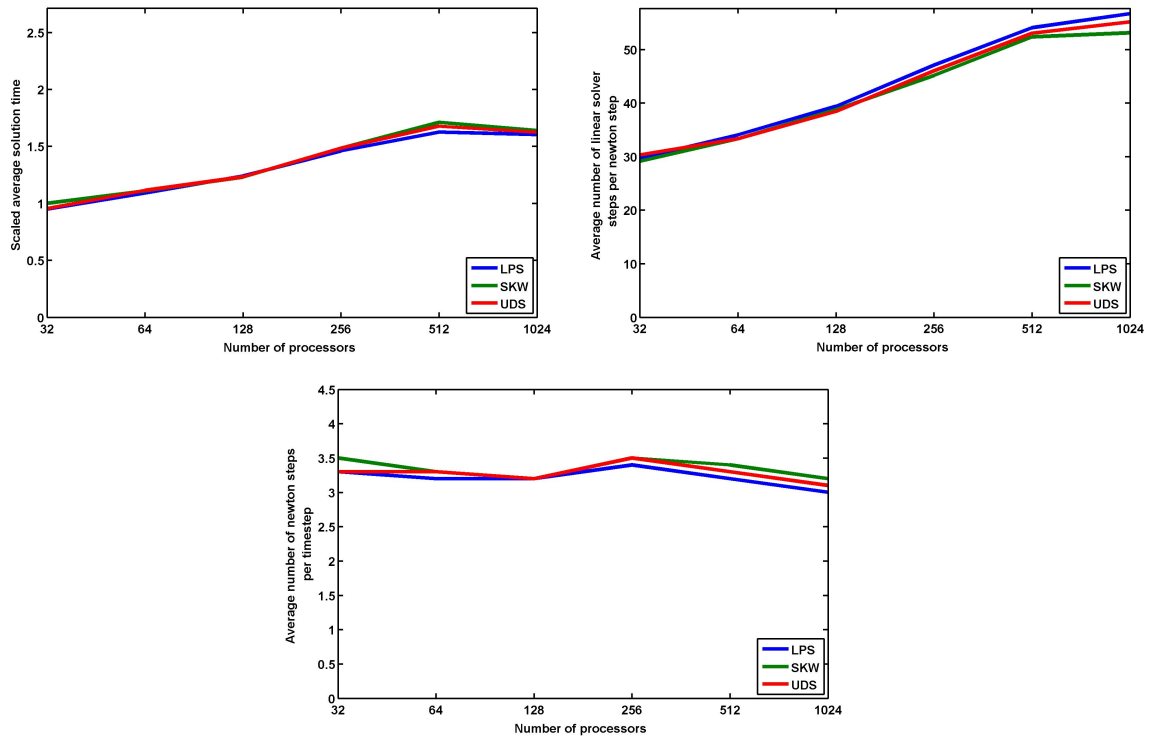 Scaled average solution time
2.5
2
1.5
1
0.5
0
32
64
128
256
512
1024
Number of processors
LPS
SKW
UDS
Average number of linear solver
steps per newton step
50
40
30
20
10
0
32
64
128
256
512
1024
Number of processors
LPS
SKW
UDS
Average number of newton steps
per timestep
4.5
4
3.5
3
2.5
2
1.5
1
0.5
0
32
64
128
256
512
1024
Number of processors
LPS
SKW
UDS